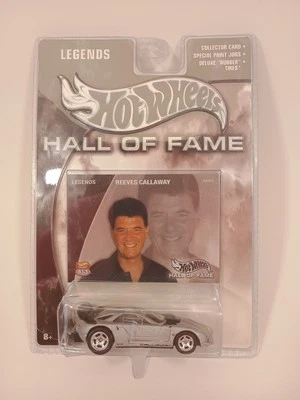 LEGENDS
COLLECTOR CARD •
SPECIAL PAINT JOBS •
DELUXE "RUBBER" TIRES •
HOT WHEELS
HALL OF FAME
LEGENDS
REEVES CALLAWAY
HOT WHEELS
HALL OF FAME
8+